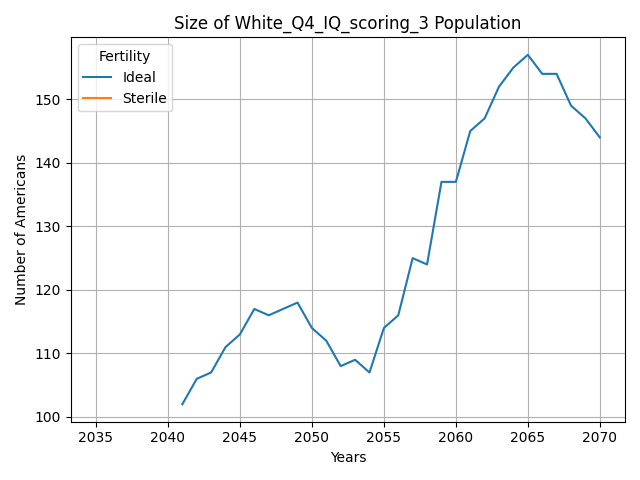 Size of White_Q4_IQ_scoring_3 Population
Fertility
Ideal
Sterile
Number of Americans
150
140
130
120
110
100
2035 2040 2045 2050 2055 2060 2065 2070
Years